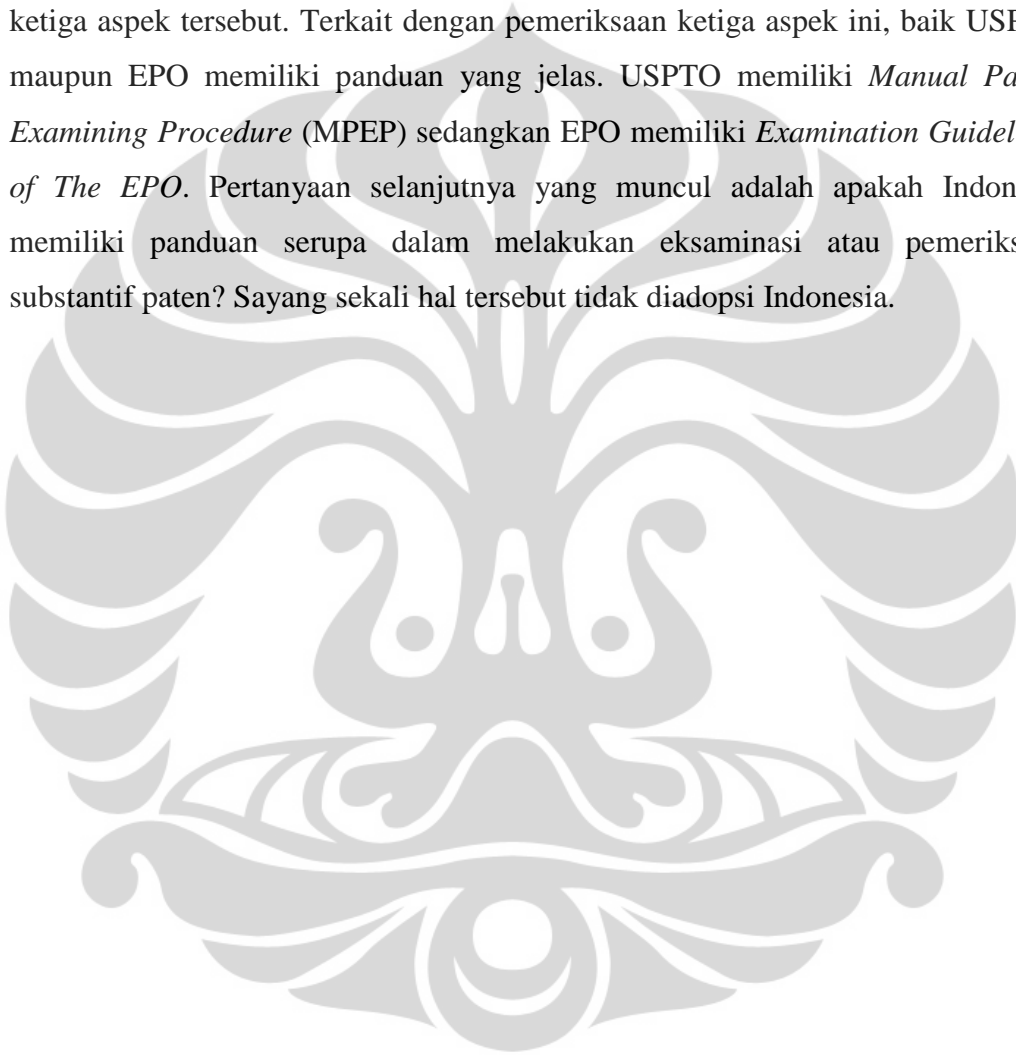 ketiga aspek tersebut. Terkait dengan pemeriksaan ketiga aspek ini, baik USP
maupun EPO memiliki panduan yang jelas. USPTO memiliki Manual Pa
Examining Procedure (MPEP) sedangkan EPO memiliki Examination Guidel
of The EPO. Pertanyaan selanjutnya yang muncul adalah apakah Indon
memiliki panduan serupa dalam melakukan eksaminasi atau pemeriks
substantif paten? Sayang sekali hal tersebut tidak diadopsi Indonesia.